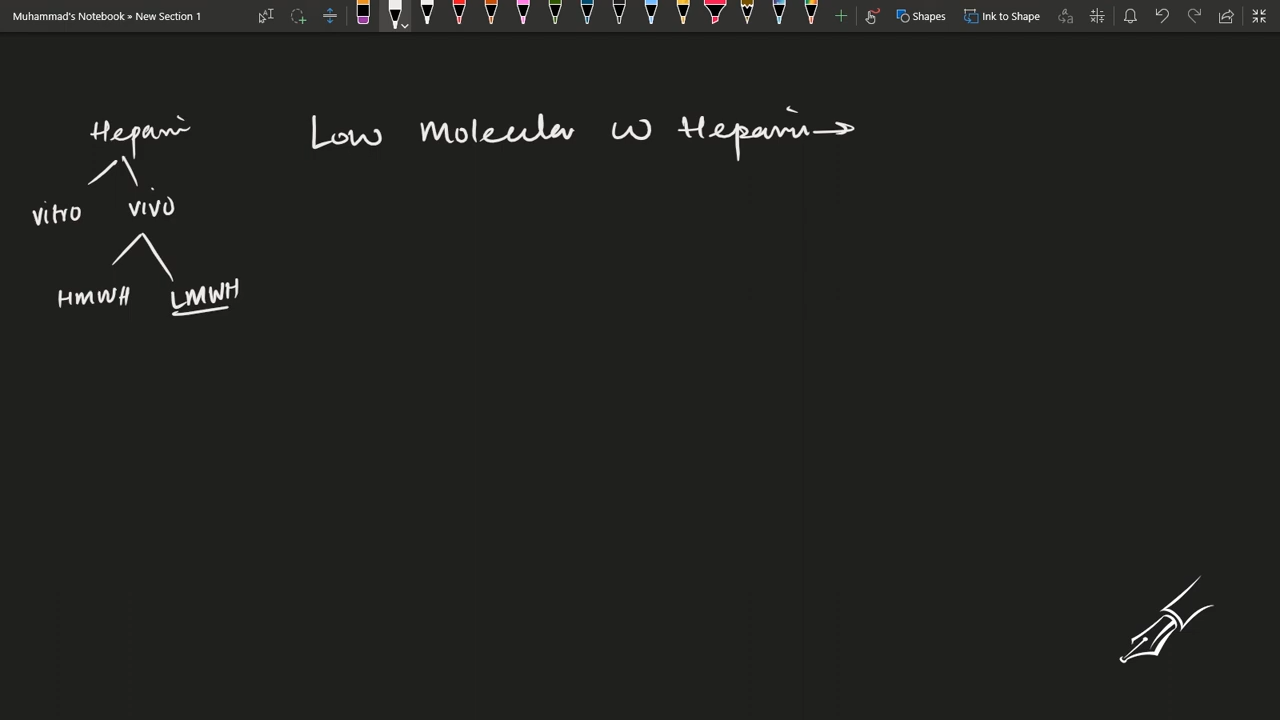 Muhammad's Notebook » New Section 1
Shapes
Ink to Shape
Heparin
Low Molecular W Heparin→
Vitro
Vivo
HMWH
LMWH